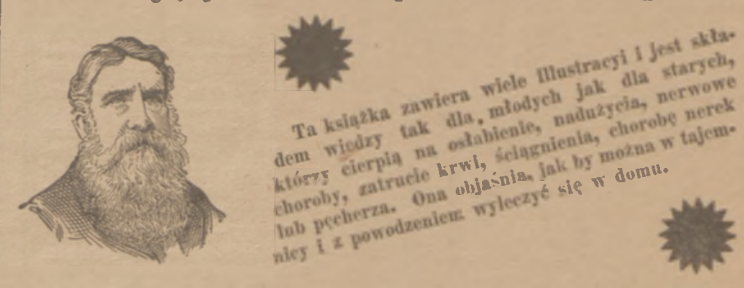 Ta książka zawiera wiele Illustracyi i jest skła-
dem wiedzy tak dla młodych jak dla starych,
którzy cierpią na osłabienie, nadużycia, nerwowe
choroby, zatrucie krwi, ściągnienia, chorobę nerek
lub pęcherza. Ona objaśnia, jak by można w tajem-
nicy i z powodzeniem wyleczyć się w domu.